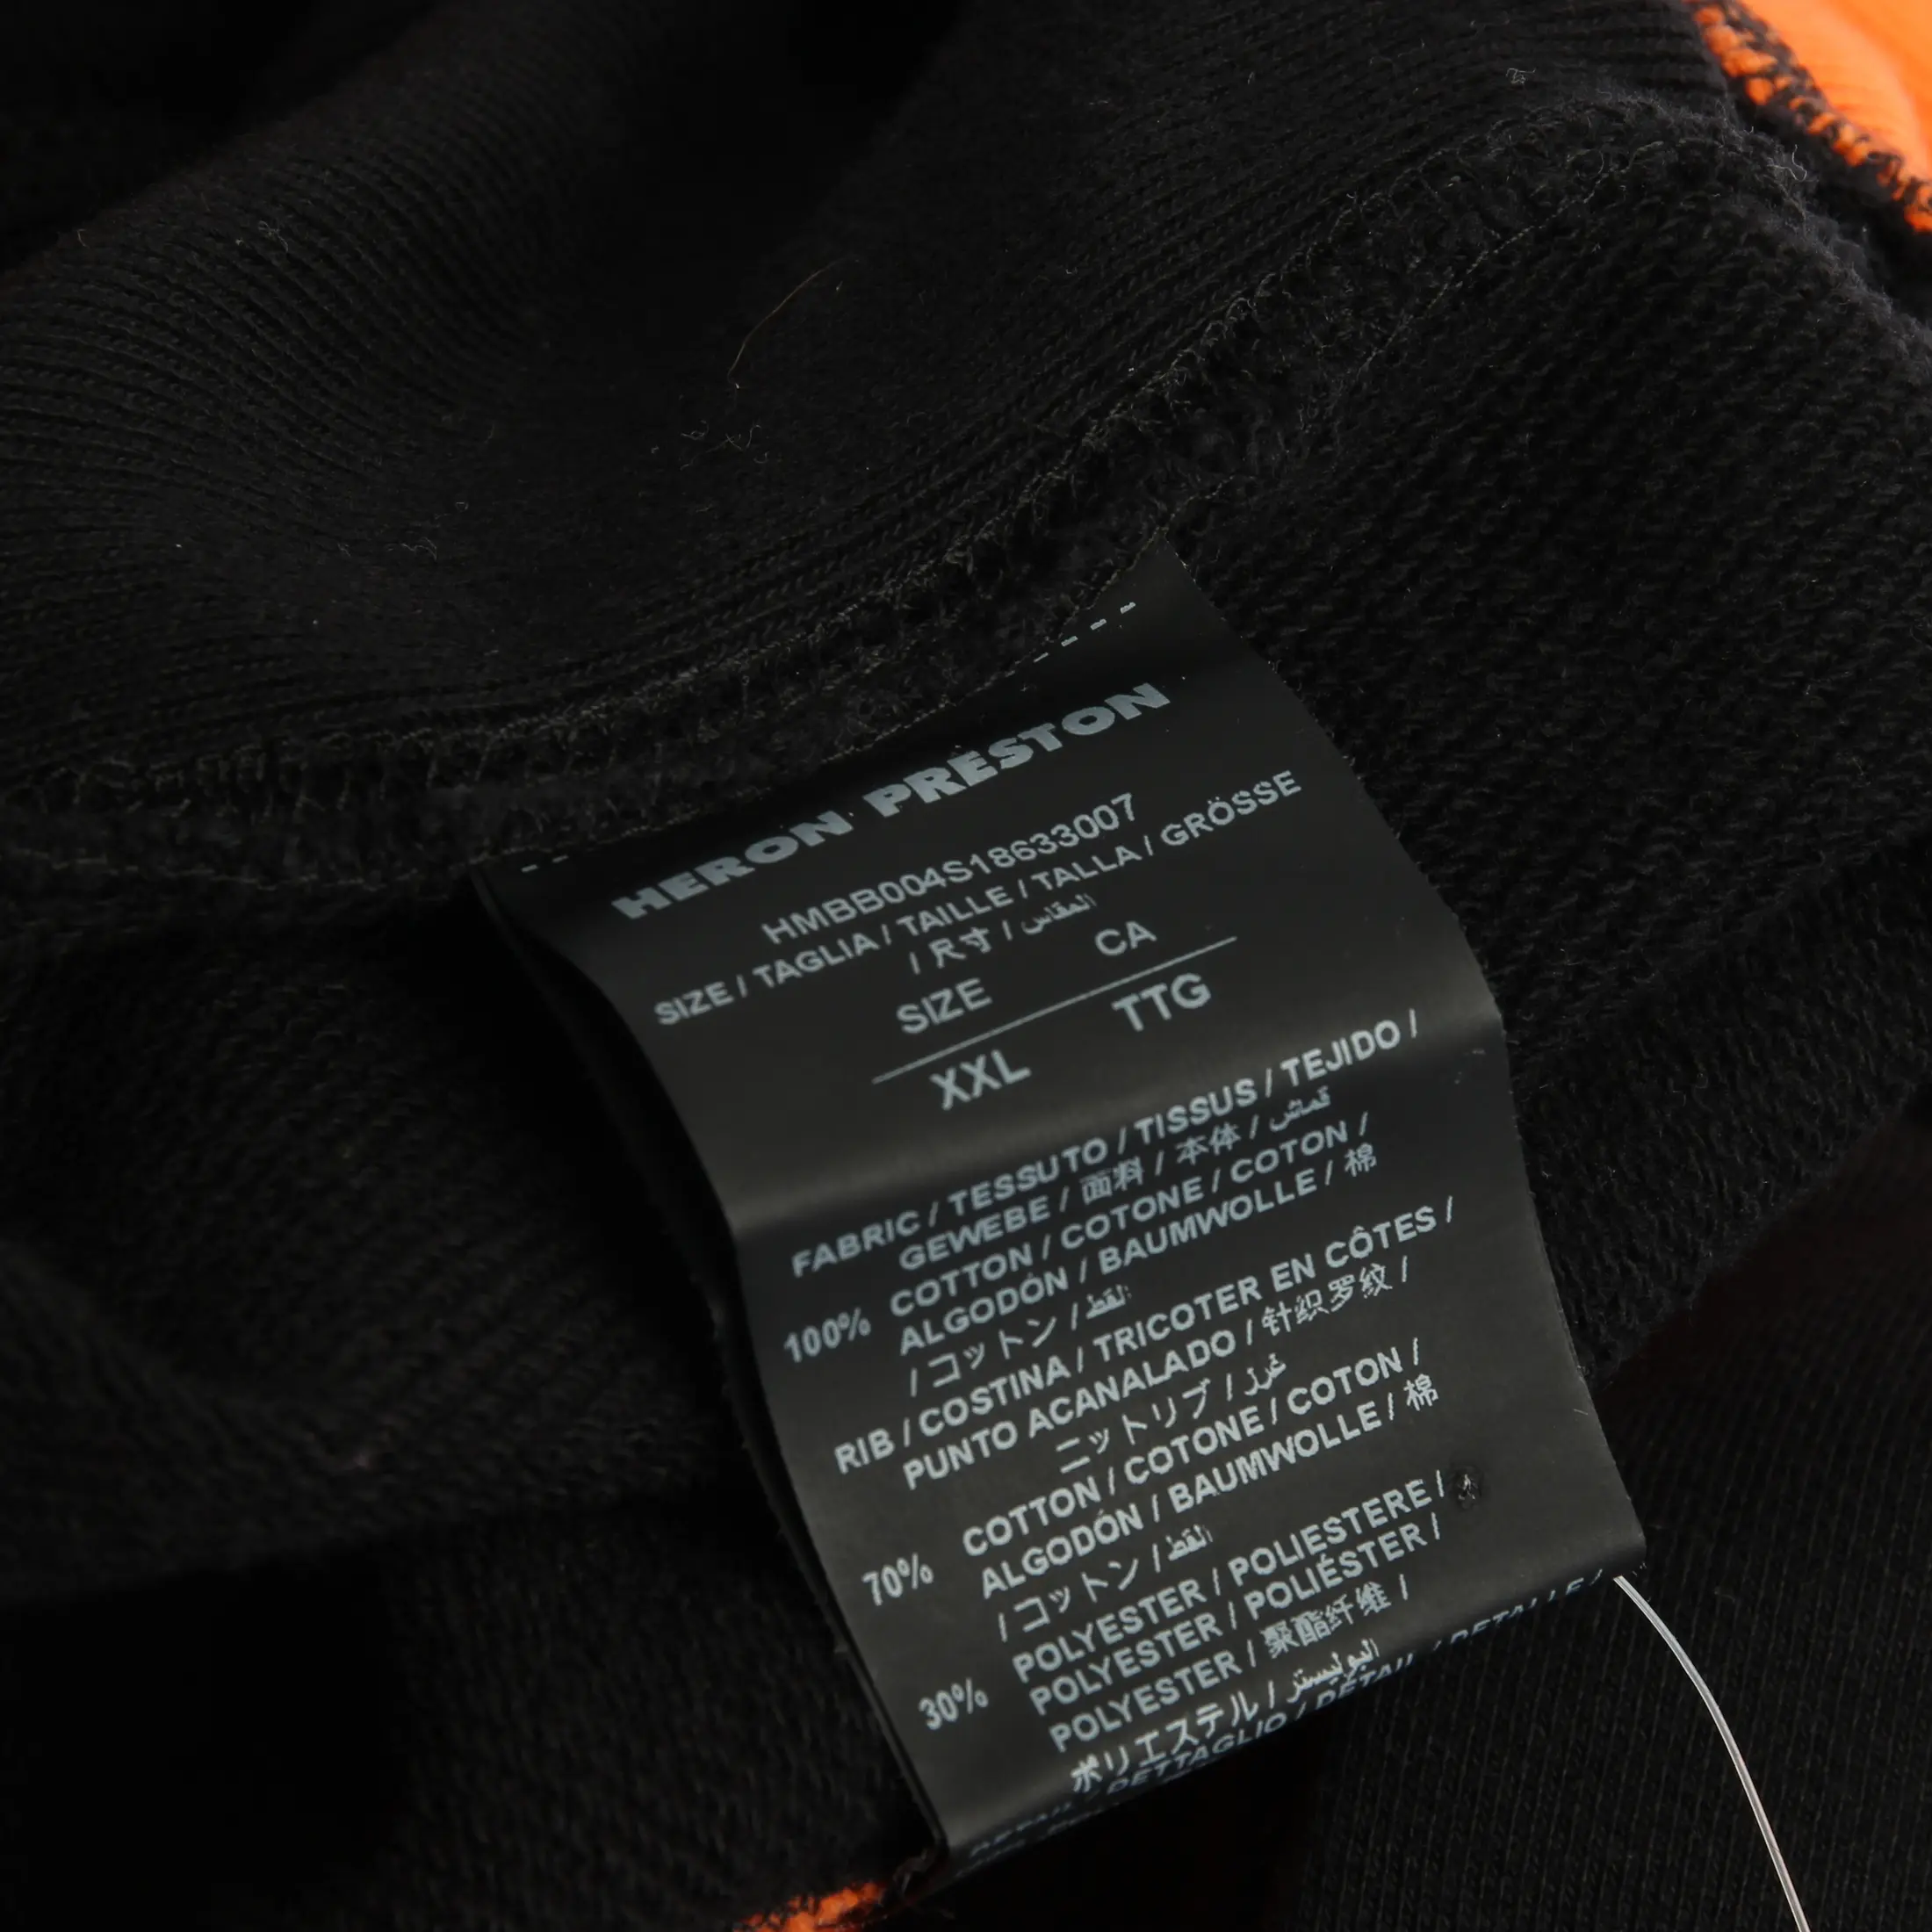 HERON PRESTON
HMBB004S18633007
SIZE / TAGLIA / TAILLE / TALLA / GRÖSSE
/ 尺寸 / المقاس
SIZE CA
XXL TTG
FABRIC / TESSUTO / TISSUS / TEJIDO /
GEWEBE / 面料 / 本体 / قماش
100% COTTON / COTONE / COTON /
ALGODÓN / BAUMWOLLE / 棉
/ コットン / القطن
RIB / COSTINA / TRICOTER EN CÔTES /
PUNTO ACANALADO / 针织罗纹 /
ニットリブ / غرز
70% COTTON / COTONE / COTON /
ALGODÓN / BAUMWOLLE / 棉
/ コットン / القطن
30% POLYESTER / POLIESTERE /
POLYESTER / POLIÉSTER /
POLYESTER / 聚酯纤维 /
ポリエステル / البوليستر
DETTAGLIO / DÉTAIL / DETALLE /